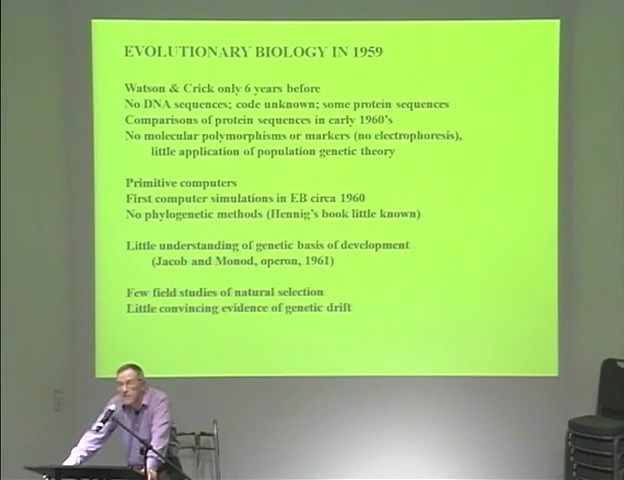 EVOLUTIONARY BIOLOGY IN 1959
Watson & Crick only 6 years before
No DNA sequences; code unknown; some protein sequences
Comparisons of protein sequences in early 1960's
No molecular polymorphisms or markers (no electrophoresis),
little application of population genetic theory
Primitive computers
First computer simulations in EB circa 1960
No phylogenetic methods (Hennig's book little known)
Little understanding of genetic basis of development
(Jacob and Monod, operon, 1961)
Few field studies of natural selection
Little convincing evidence of genetic drift